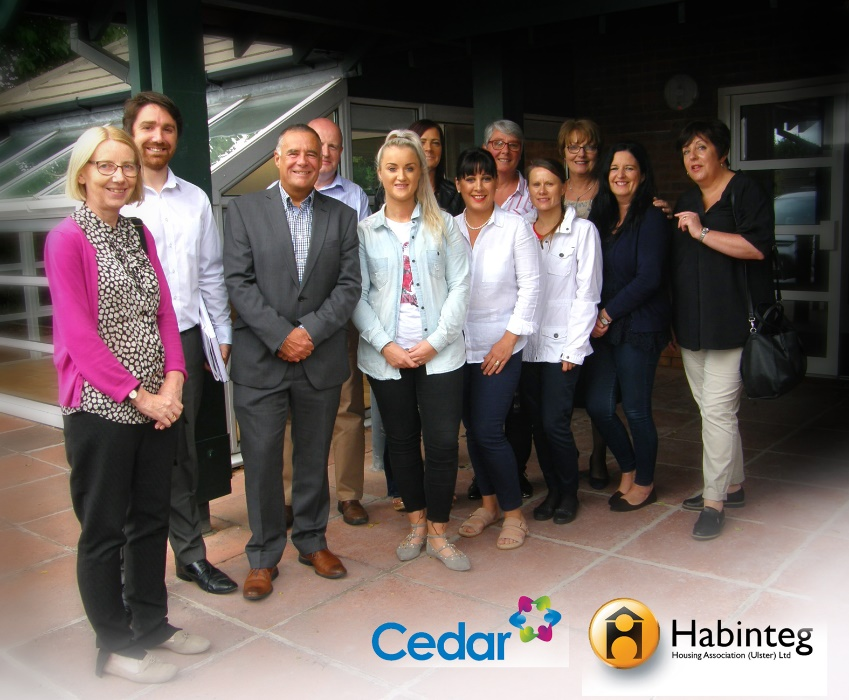 Cedar
Habinteg
Housing Association (Ulster) Ltd